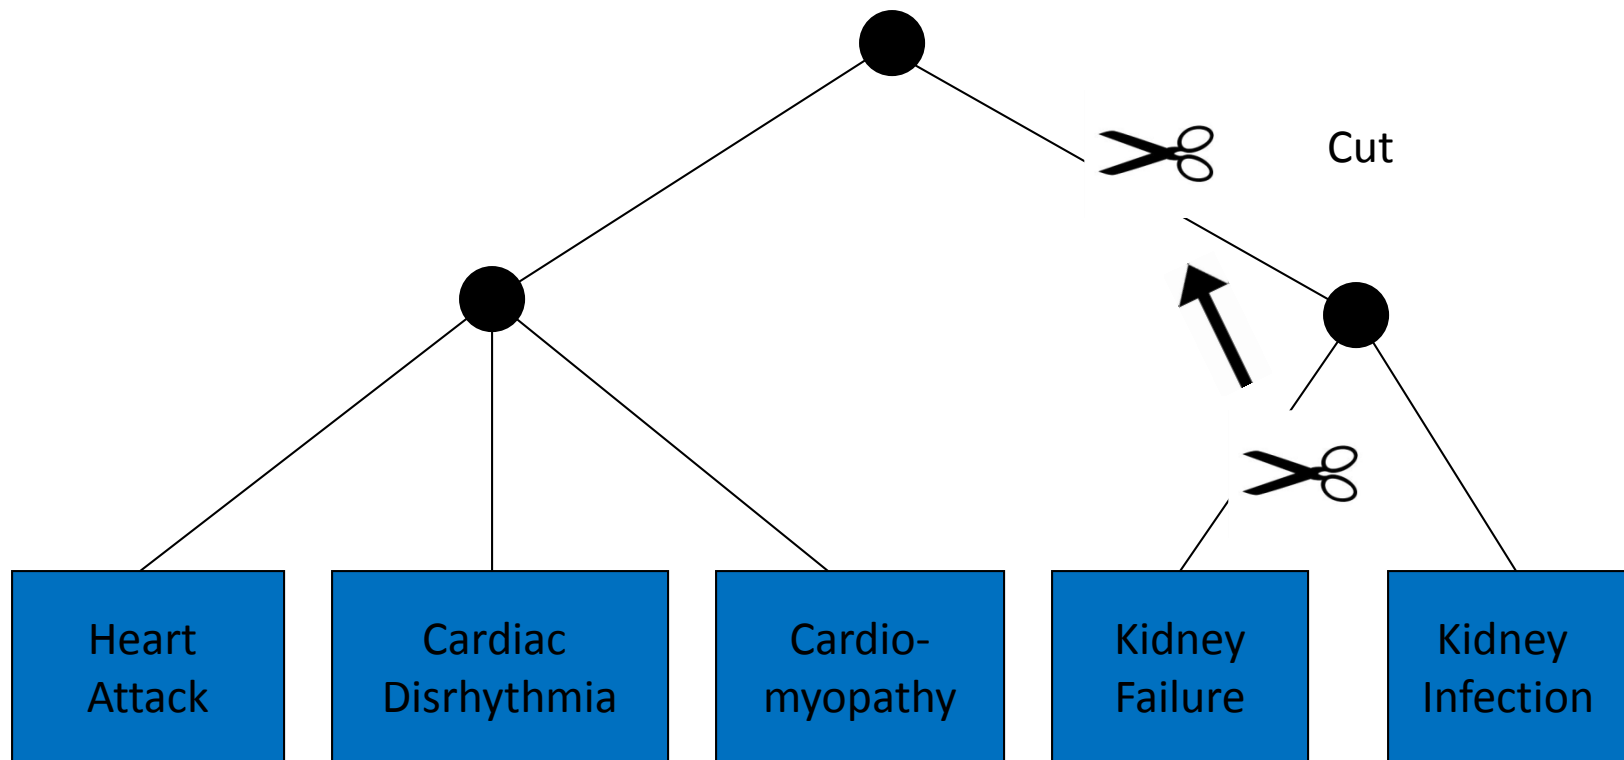 Cut
Heart
Attack
Cardiac
Disrhythmia
Cardio-
myopathy
Kidney
Failure
Kidney
Infection